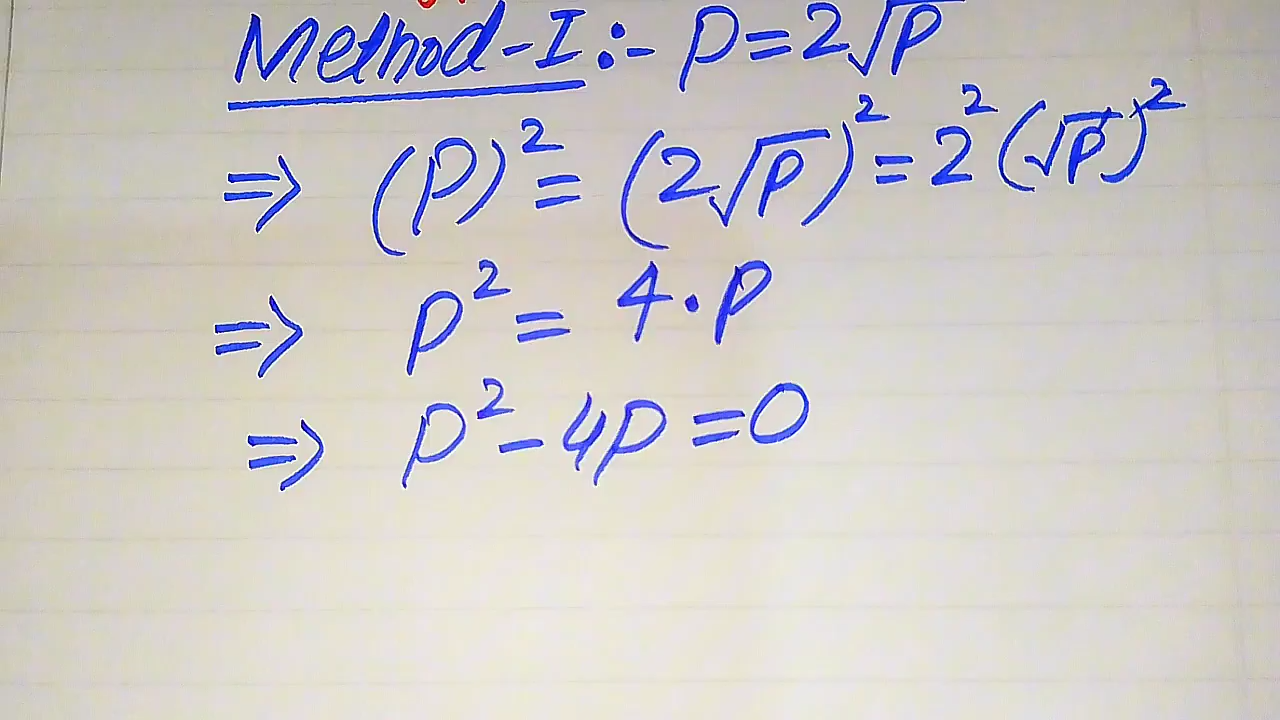 Method-I:- P=2√P
=> (P)²= (2√P)²=2²(√P)²
=> P²= 4·P
=> P²-4P=0